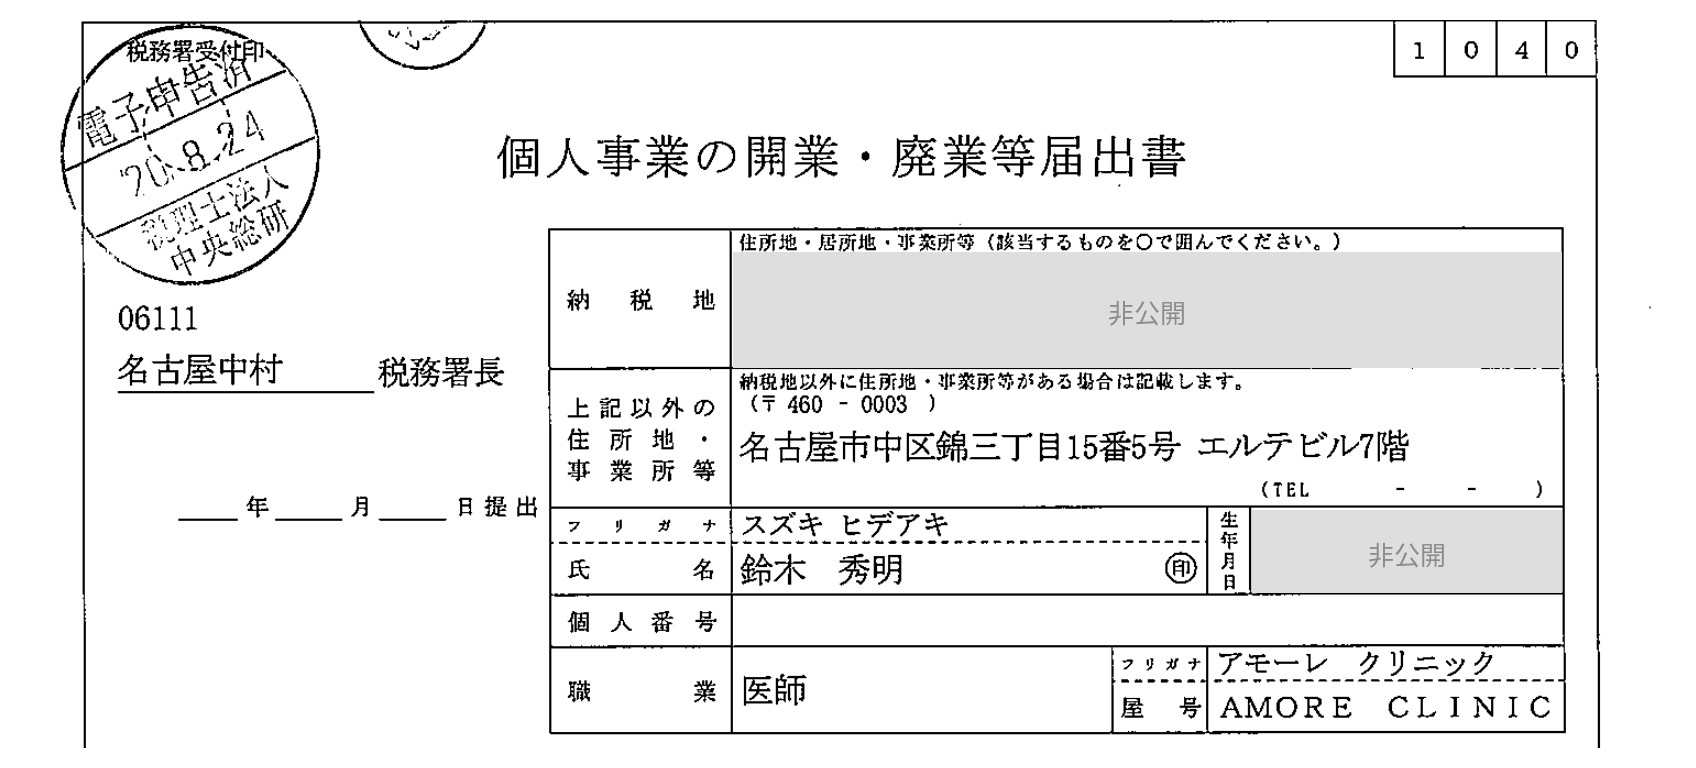 税務署受付印
電子申告済
'20.8.24
税理士法人
中央総研
1040
個人事業の開業・廃業等届出書
06111
名古屋中村 税務署長
年 月 日提出
納税地
住所地・居所地・事業所等（該当するものを○で囲んでください。）
非公開
上記以外の住所地・事業所等
納税地以外に住所地・事業所等がある場合は記載します。
（〒 460 - 0003 ）
名古屋市中区錦三丁目15番5号 エルテビル7階
（TEL - - ）
フリガナ スズキ ヒデアキ
氏名 鈴木 秀明 ㊞
生年月日 非公開
個人番号
職業 医師
フリガナ アモーレ クリニック
屋号 ＡＭＯＲＥ ＣＬＩＮＩＣ